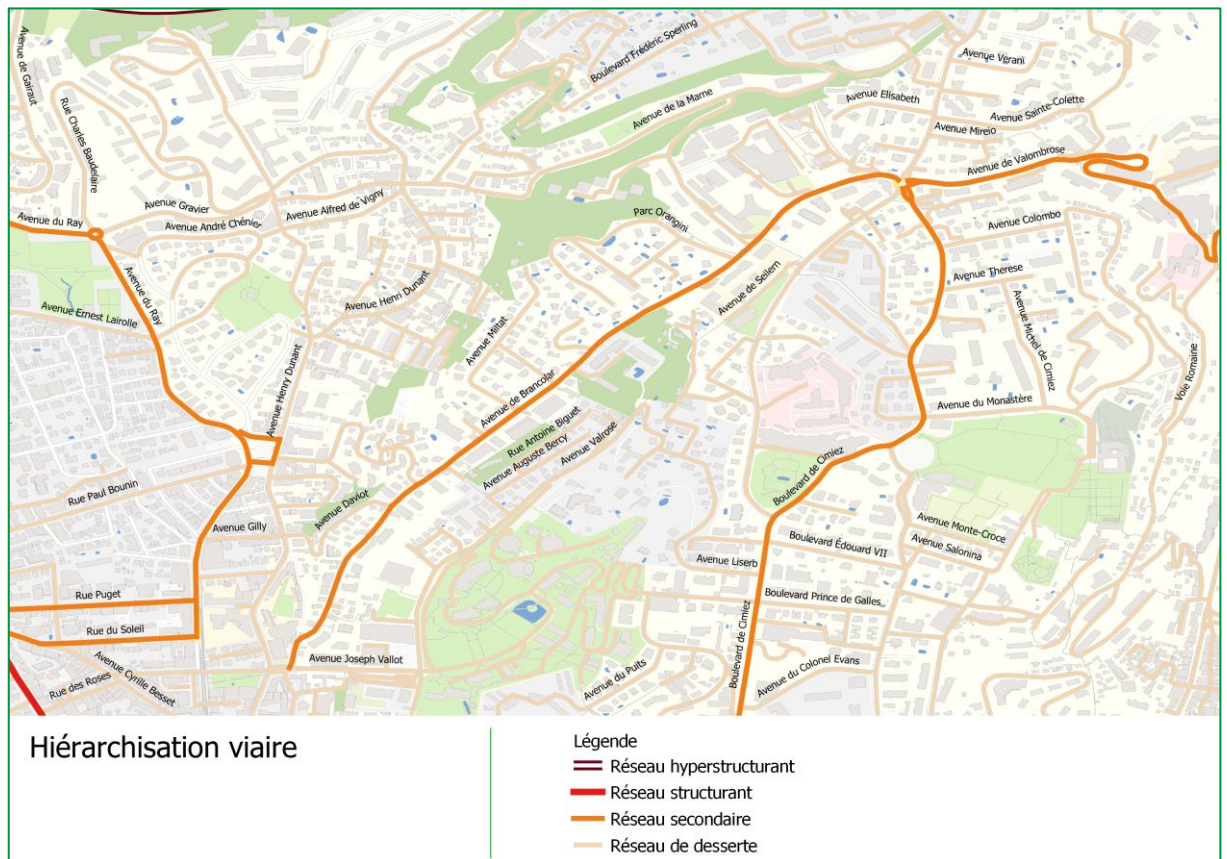 Boulevard Frédéric Sperling
Avenue de Gairaut
Avenue Verani
Rue Charles Baudelaire
Avenue de la Marne
Avenue Elisabeth
Avenue Sainte-Colette
Avenue Mireio
Avenue de Valombrose
Avenue Gravier
Avenue Alfred de Vigny
Avenue du Ray
Avenue André Chénier
Parc Orangini
Avenue Colombo
Avenue de Seilern
Avenue Therese
Avenue du Ray
Avenue Henri Dunant
Avenue Ernest Lairolle
Avenue Miltat
Avenue Michel de Cimiez
Voie Romaine
Avenue Henry Dunant
Avenue de Brancolar
Avenue du Monastère
Rue Antoine Biguet
Avenue Auguste Bercy
Avenue Valrose
Boulevard de Cimiez
Rue Paul Bounin
Avenue Daviot
Avenue Gilly
Avenue Monte-Croce
Boulevard Édouard VII
Avenue Salonina
Avenue Liserb
Rue Puget
Boulevard Prince de Galles
Rue du Soleil
Boulevard de Cimiez
Avenue Joseph Vallot
Avenue Cyrille Besset
Rue des Roses
Avenue du Puits
Avenue du Colonel Evans
Hiérarchisation viaire
Légende
Réseau hyperstructurant
Réseau structurant
Réseau secondaire
Réseau de desserte